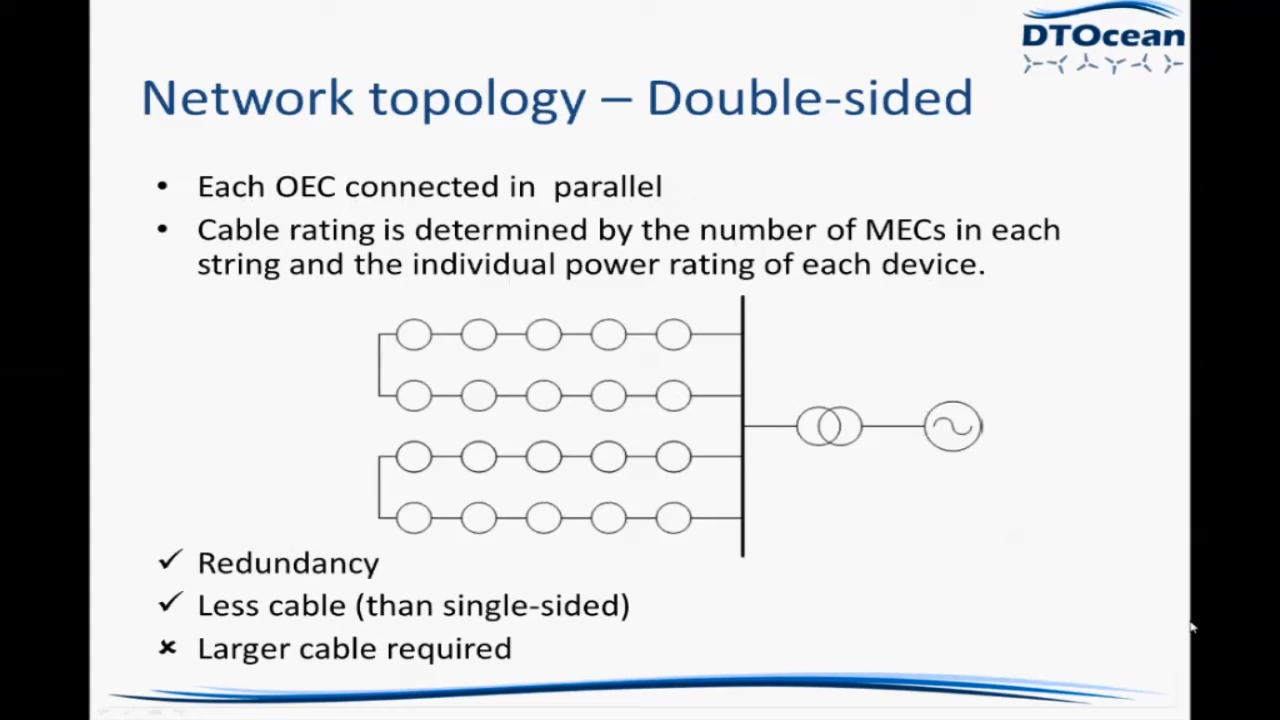 DTOcean
Network topology – Double-sided
• Each OEC connected in  parallel
• Cable rating is determined by the number of MECs in each
string and the individual power rating of each device.
✓ Redundancy
✓ Less cable (than single-sided)
× Larger cable required